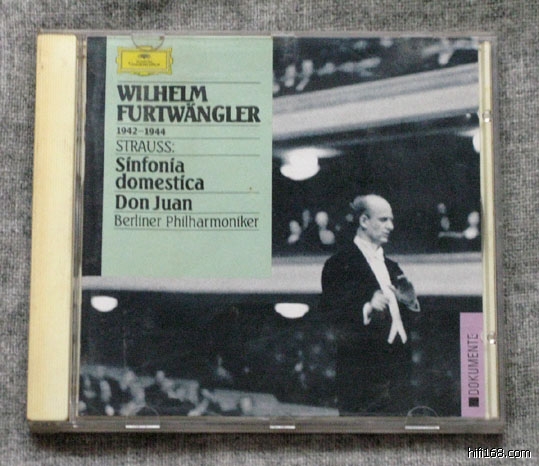 WILHELM
FURTWÄNGLER
1942–1944
STRAUSS:
Sinfonia
domestica
Don Juan
Berliner Philharmoniker
DOKUMENTE
hifi168.com